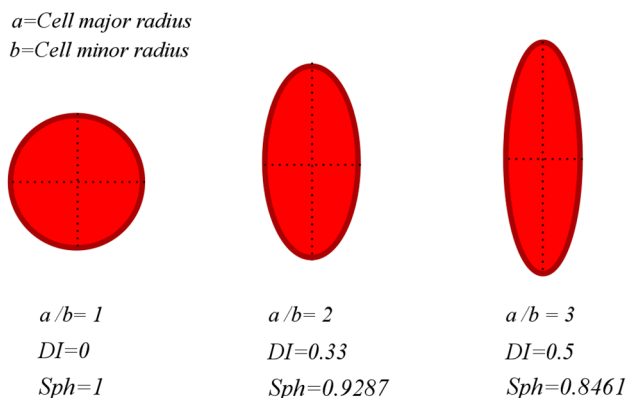 a=Cell major radius
b=Cell minor radius
a /b= 1
a /b= 2
a /b = 3
DI=0
DI=0.33
DI=0.5
Sph=1
Sph=0.9287
Sph=0.8461